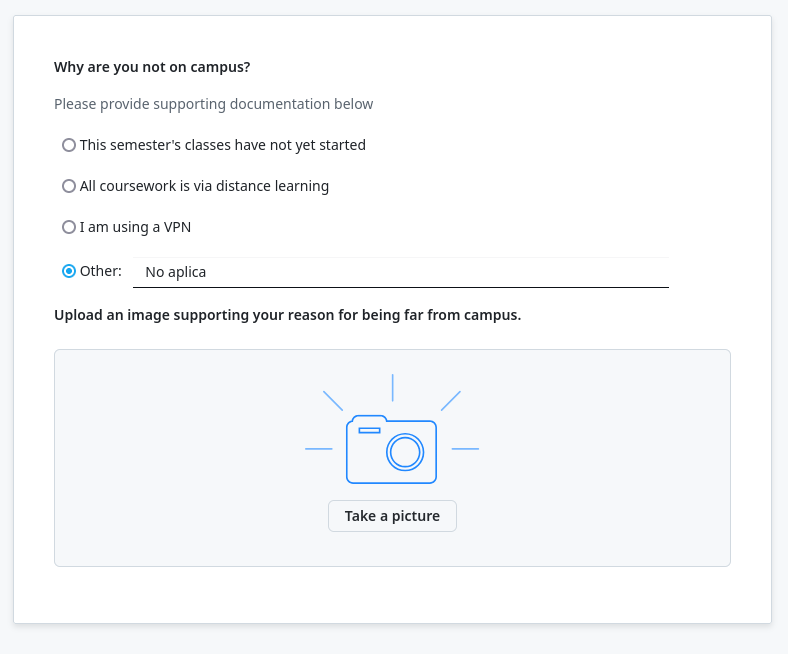 Why are you not on campus?
Please provide supporting documentation below
This semester's classes have not yet started
All coursework is via distance learning
I am using a VPN
Other: No aplica
Upload an image supporting your reason for being far from campus.
Take a picture